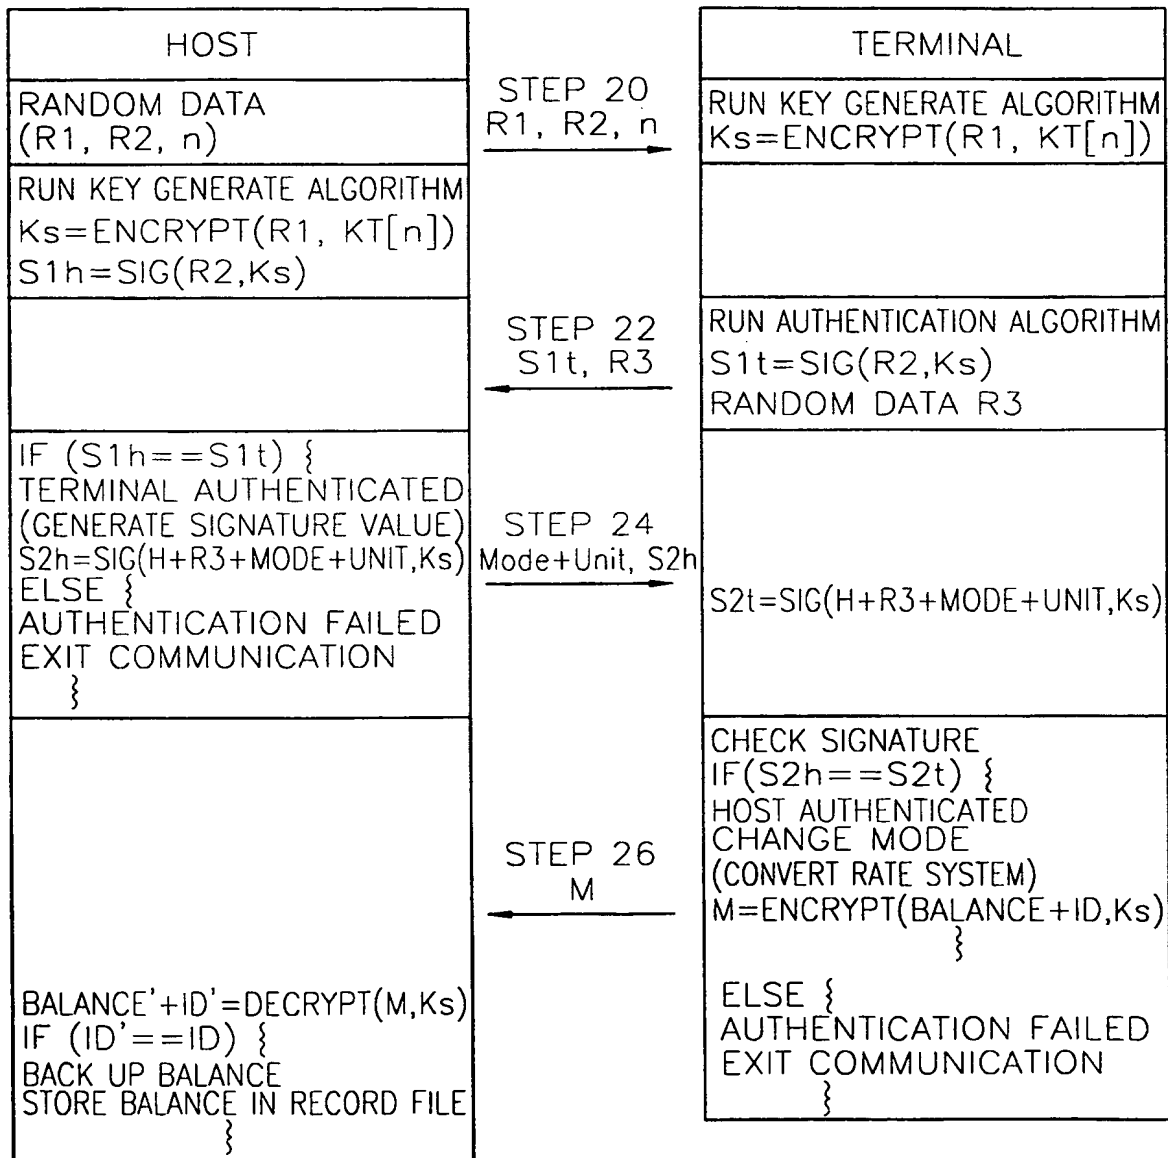 HOST
TERMINAL
RANDOM DATA
(R1, R2, n)
STEP 20
R1, R2, n
RUN KEY GENERATE ALGORITHM
Ks=ENCRYPT(R1, KT[n])
RUN KEY GENERATE ALGORITHM
Ks=ENCRYPT(R1, KT[n])
S1h=SIG(R2,Ks)
STEP 22
S1t, R3
RUN AUTHENTICATION ALGORITHM
S1t=SIG(R2,Ks)
RANDOM DATA R3
IF (S1h==S1t) {
TERMINAL AUTHENTICATED
(GENERATE SIGNATURE VALUE)
S2h=SIG(H+R3+MODE+UNIT,Ks)
ELSE {
AUTHENTICATION FAILED
EXIT COMMUNICATION
}
STEP 24
Mode+Unit, S2h
S2t=SIG(H+R3+MODE+UNIT,Ks)
CHECK SIGNATURE
IF(S2h==S2t) {
HOST AUTHENTICATED
CHANGE MODE
(CONVERT RATE SYSTEM)
M=ENCRYPT(BALANCE+ID,Ks)
}
ELSE {
AUTHENTICATION FAILED
EXIT COMMUNICATION
}
STEP 26
M
BALANCE'+ID'=DECRYPT(M,Ks)
IF (ID'==ID) {
BACK UP BALANCE
STORE BALANCE IN RECORD FILE
}